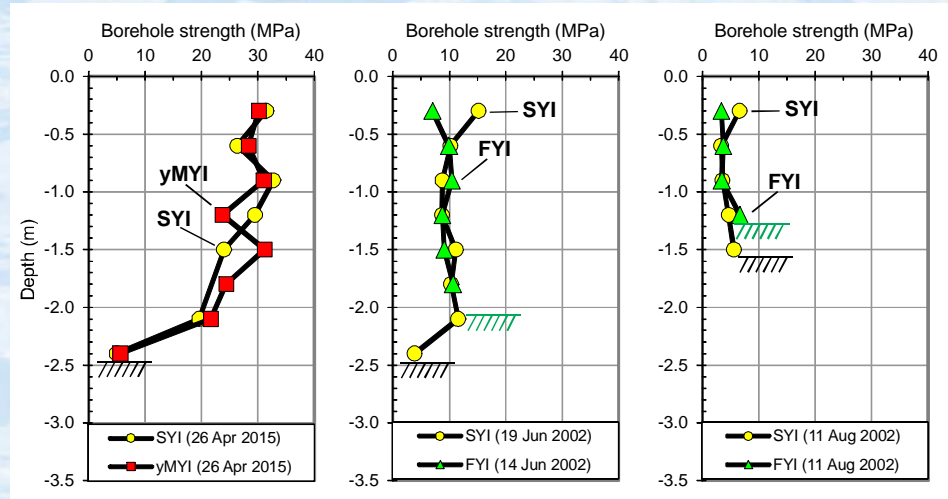 Borehole strength (MPa)
0 10 20 30 40
0.0
-0.5
-1.0
-1.5
-2.0
-2.5
-3.0
-3.5
Depth (m)
yMYI
SYI
SYI (26 Apr 2015)
yMYI (26 Apr 2015)
Borehole strength (MPa)
0 10 20 30 40
0.0
-0.5
-1.0
-1.5
-2.0
-2.5
-3.0
-3.5
SYI
FYI
SYI (19 Jun 2002)
FYI (14 Jun 2002)
Borehole strength (MPa)
0 10 20 30 40
0.0
-0.5
-1.0
-1.5
-2.0
-2.5
-3.0
-3.5
SYI
FYI
SYI (11 Aug 2002)
FYI (11 Aug 2002)